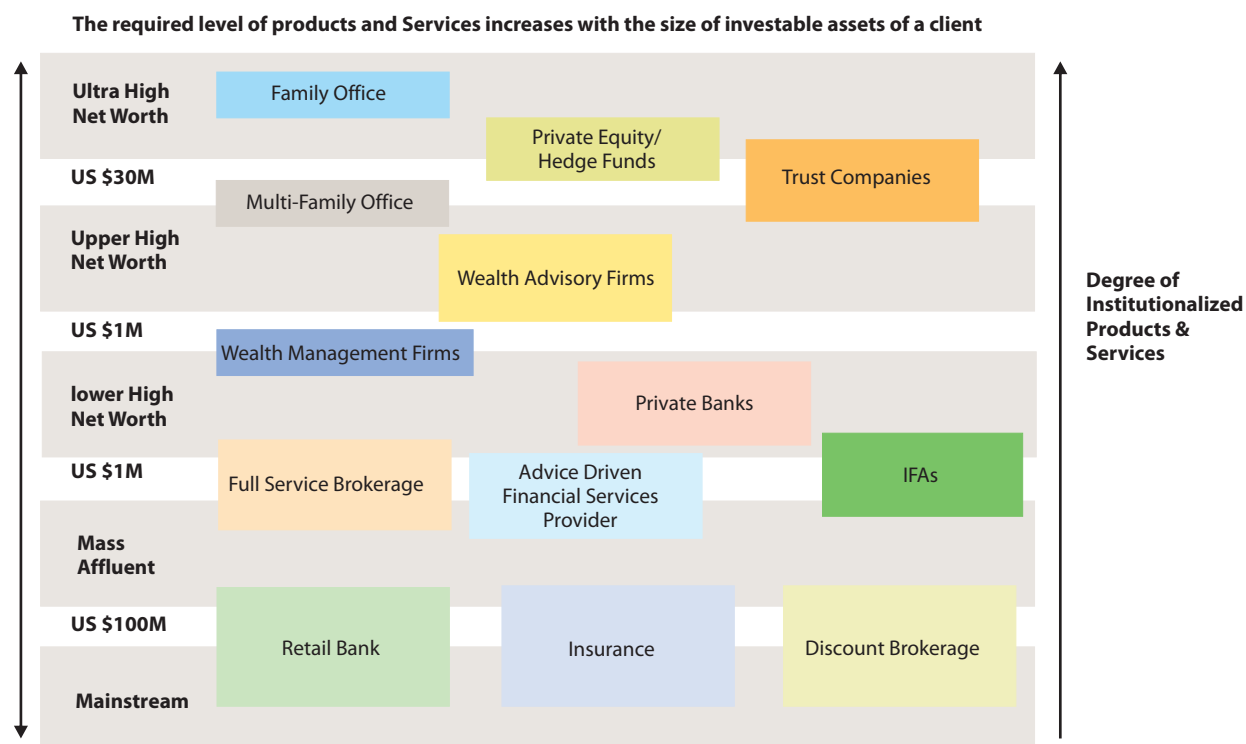 The required level of products and Services increases with the size of investable assets of a client
Ultra High
Net Worth
Family Office
Private Equity/
Hedge Funds
Trust Companies
US $30M
Multi-Family Office
Upper High
Net Worth
Wealth Advisory Firms
Degree of
Institutionalized
Products &
Services
US $1M
Wealth Management Firms
lower High
Net Worth
Private Banks
US $1M
Full Service Brokerage
Advice Driven
Financial Services
Provider
IFAs
Mass
Affluent
US $100M
Retail Bank
Insurance
Discount Brokerage
Mainstream